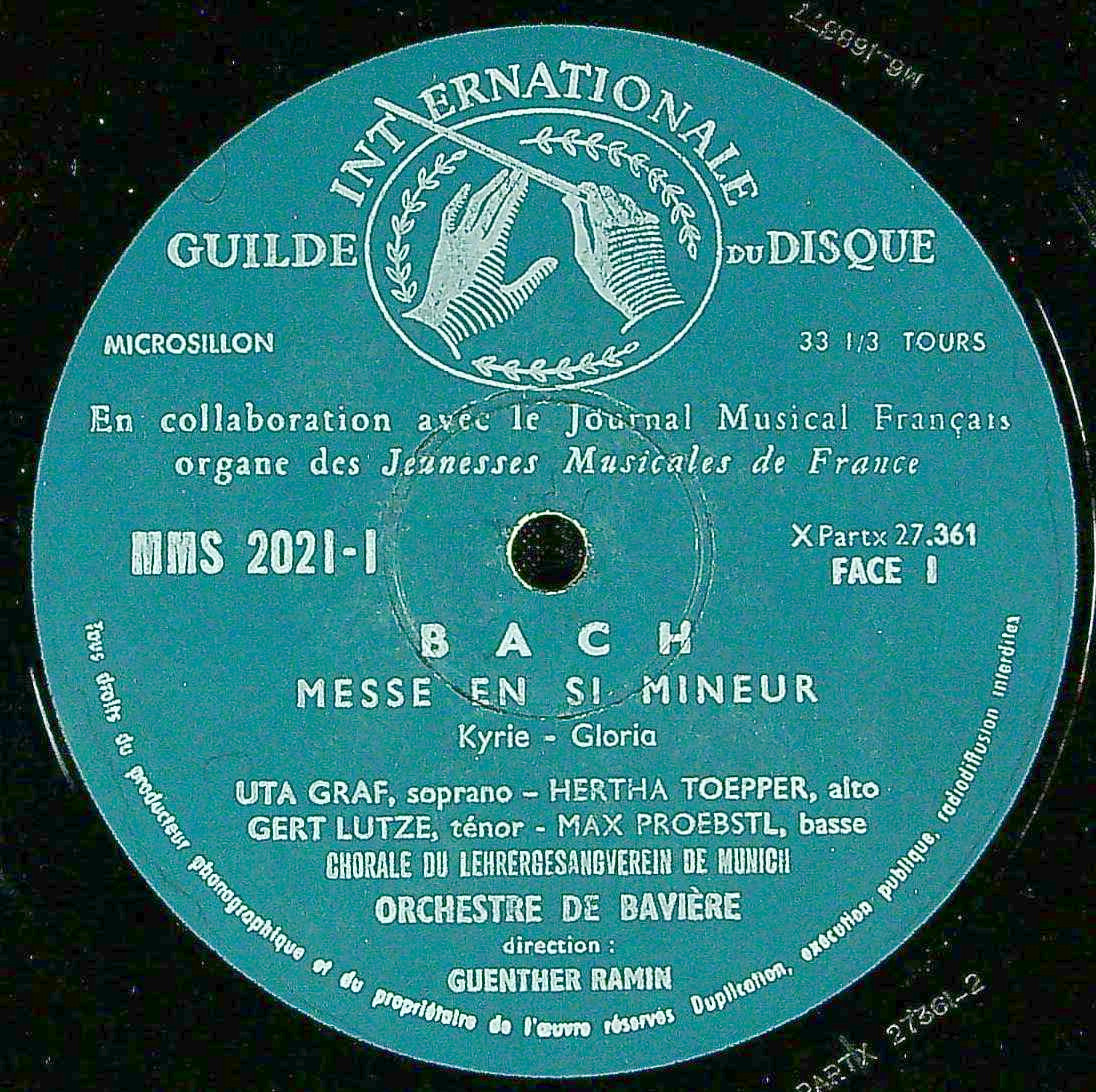 INTERNATIONALE
GUILDE DU DISQUE
MICROSILLON
33 1/3 TOURS
En collaboration avec le Journal Musical Français
organe des Jeunesses Musicales de France
MMS 2021-1
XPartx 27.361
FACE 1
BACH
MESSE EN SI MINEUR
Kyrie - Gloria
UTA GRAF, soprano - HERTHA TOEPPER, alto
GERT LUTZE, ténor - MAX PROEBSTL, basse
CHORALE DU LEHRERGESANGVEREIN DE MUNICH
ORCHESTRE DE BAVIÈRE
direction :
GUENTHER RAMIN
Tous droits du producteur phonographique et du propriétaire de l'œuvre réservés Duplication, exécution publique, radiodiffusion interdites
PARTX 27361-2